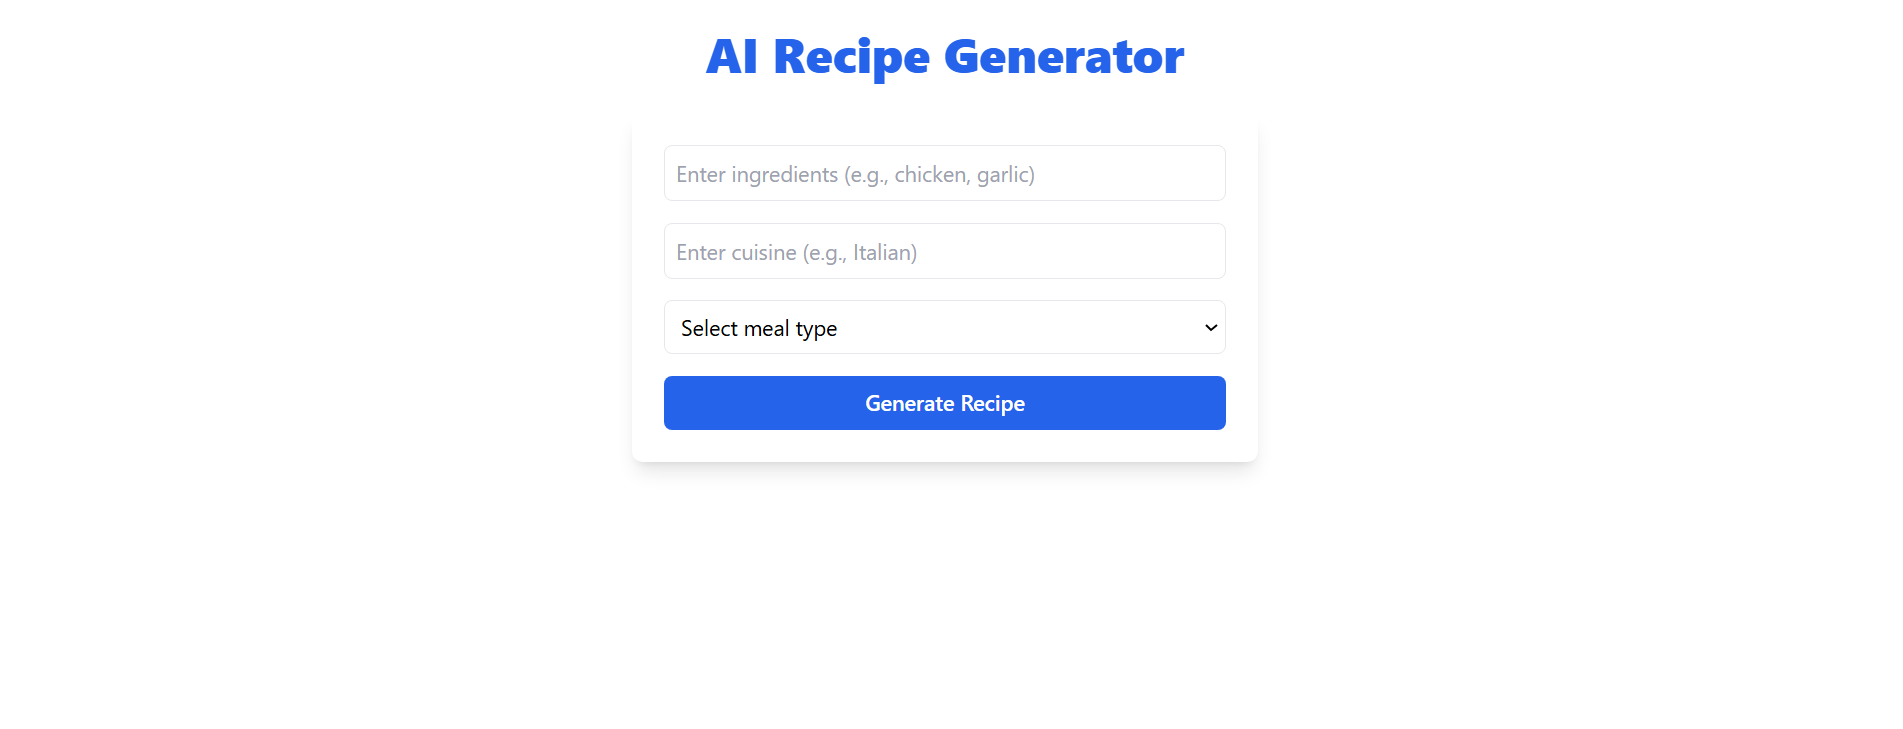 AI Recipe Generator
Enter ingredients (e.g., chicken, garlic)
Enter cuisine (e.g., Italian)
Select meal type
Generate Recipe